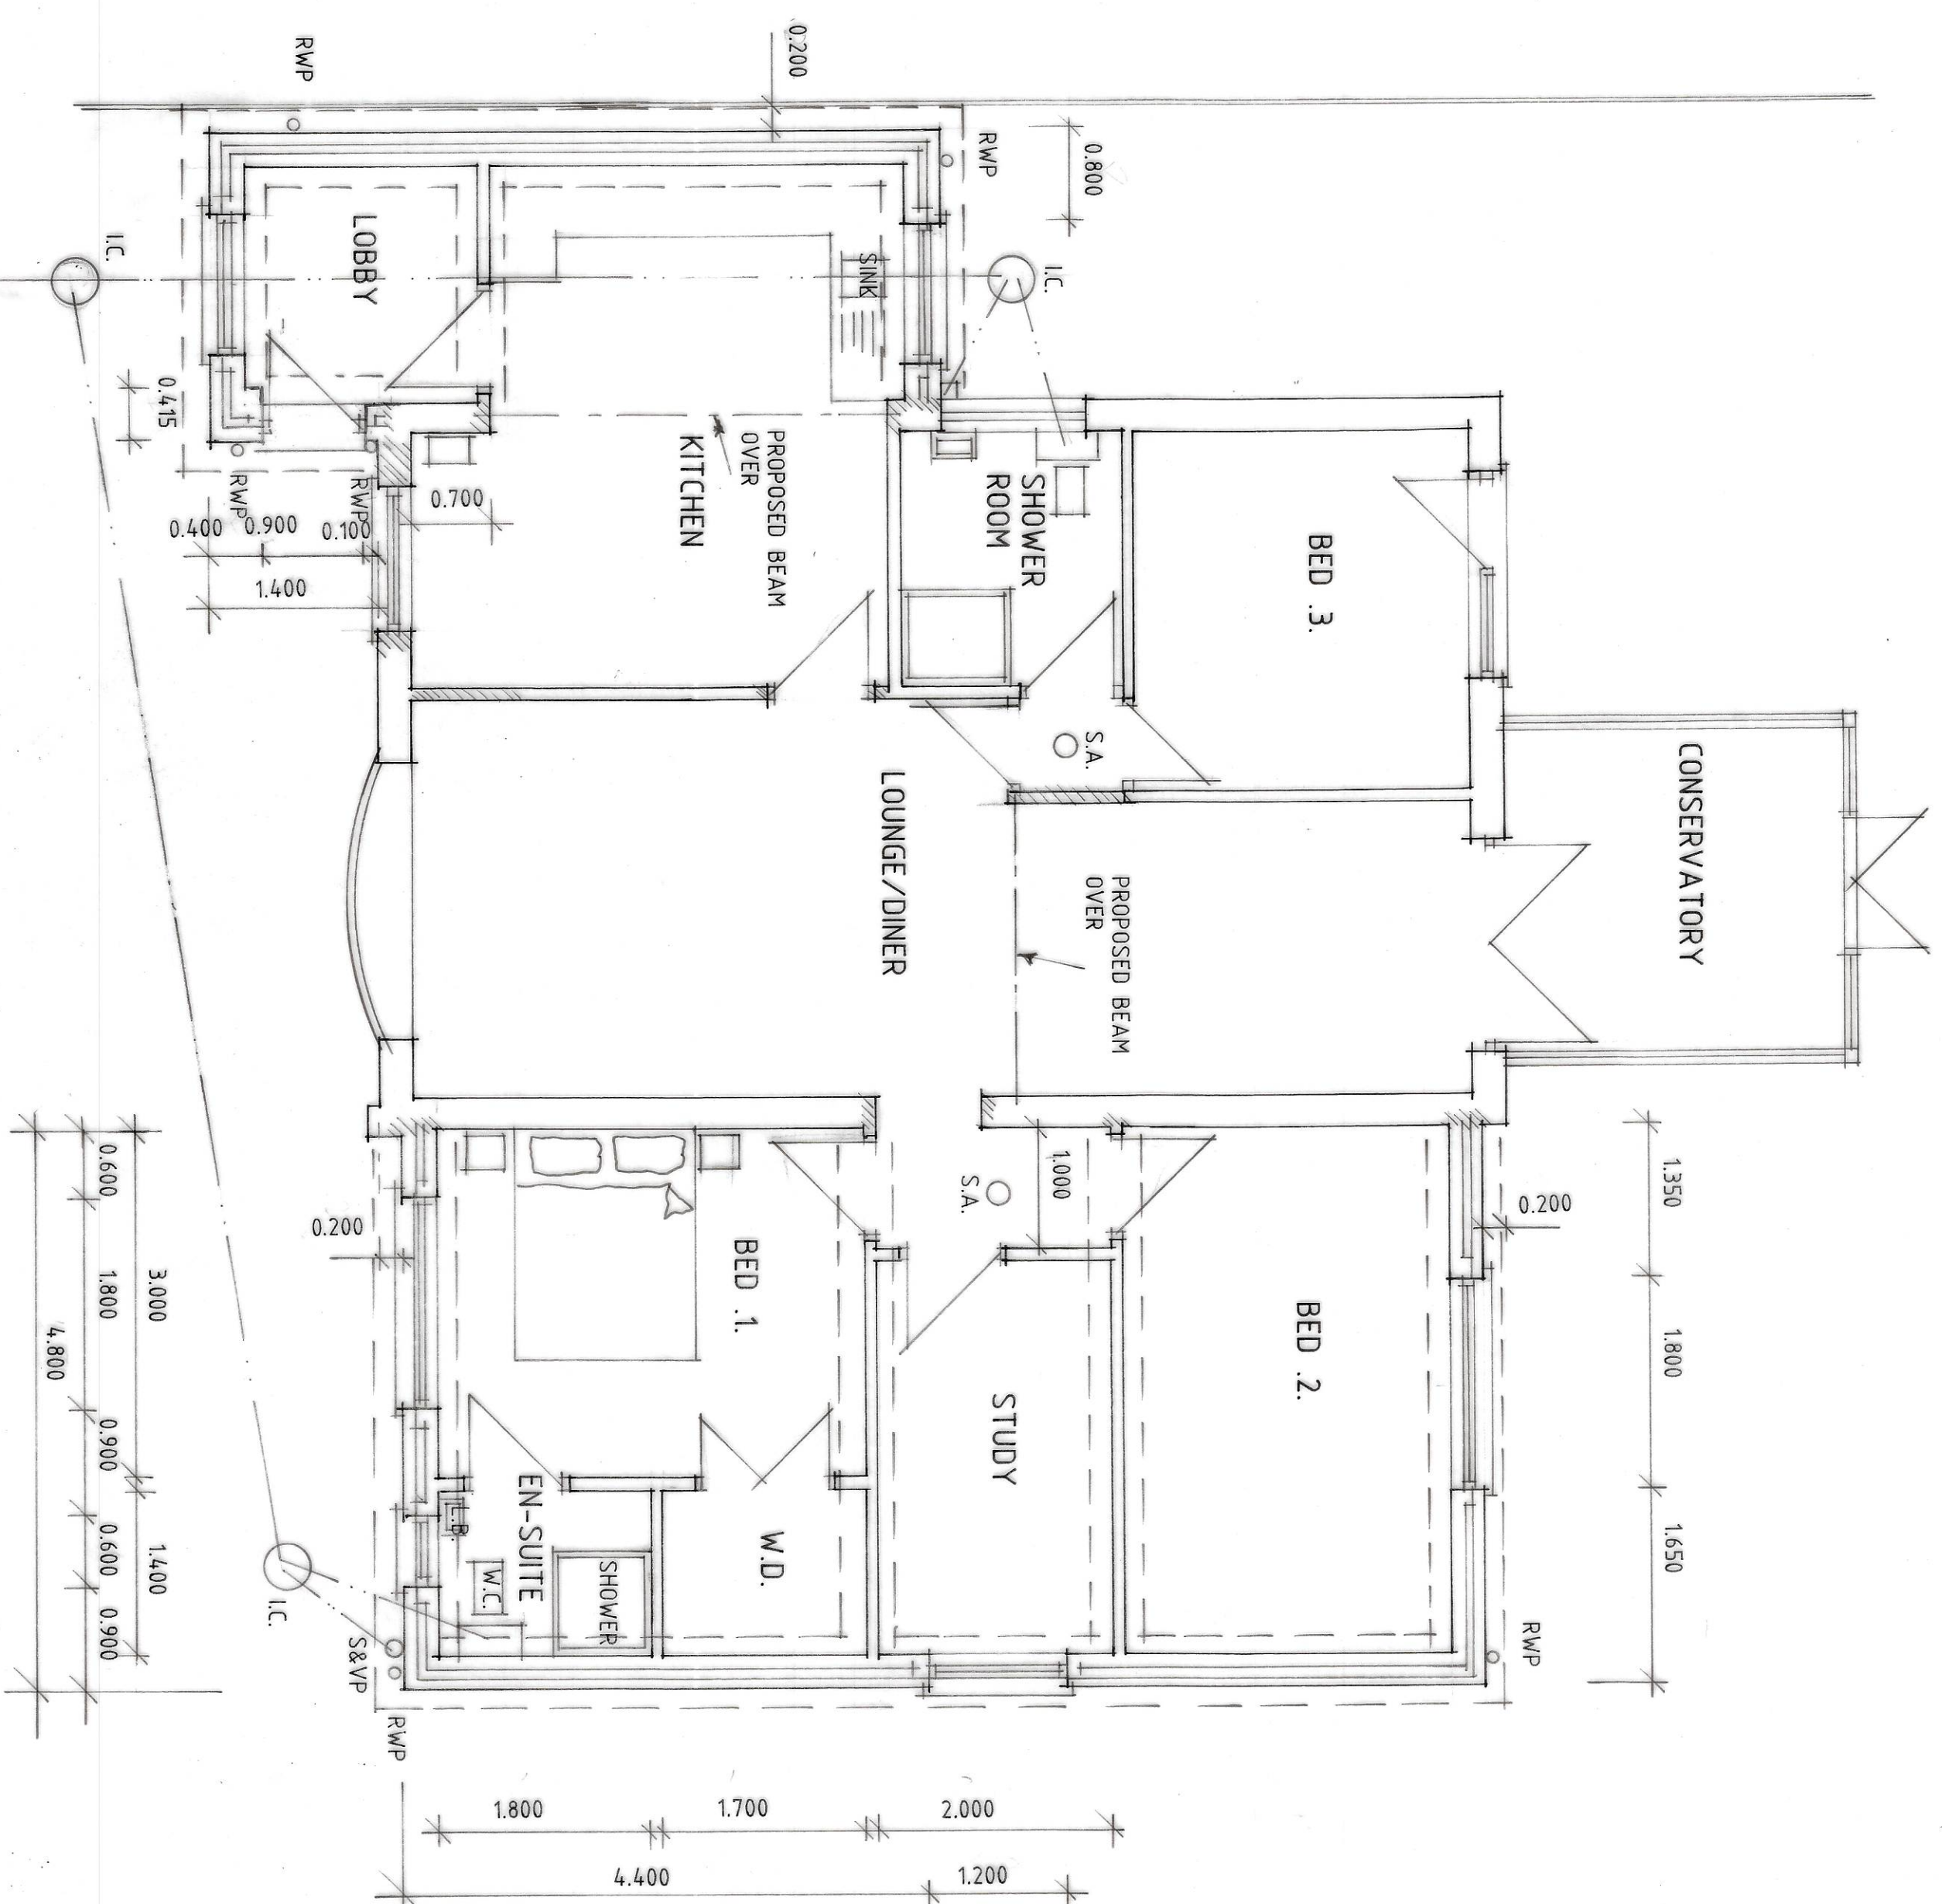 RWP
0.200
RWP
0.800
I.C.
LOBBY
SINK
I.C.
0.415
PROPOSED BEAM
OVER
KITCHEN
SHOWER
ROOM
BED .3.
RWP
RWP
0.700
0.400
0.900
0.100
1.400
S.A.
CONSERVATORY
LOUNGE/DINER
PROPOSED BEAM
OVER
1.000
S.A.
1.350
0.200
0.600
0.200
3.000
1.800
4.800
BED .1.
BED .2.
1.800
STUDY
0.900
EN-SUITE
L.B.
W.D.
1.400
0.600
W.C.
SHOWER
1.650
I.C.
0.900
S&VP
RWP
RWP
1.800
1.700
2.000
4.400
1.200